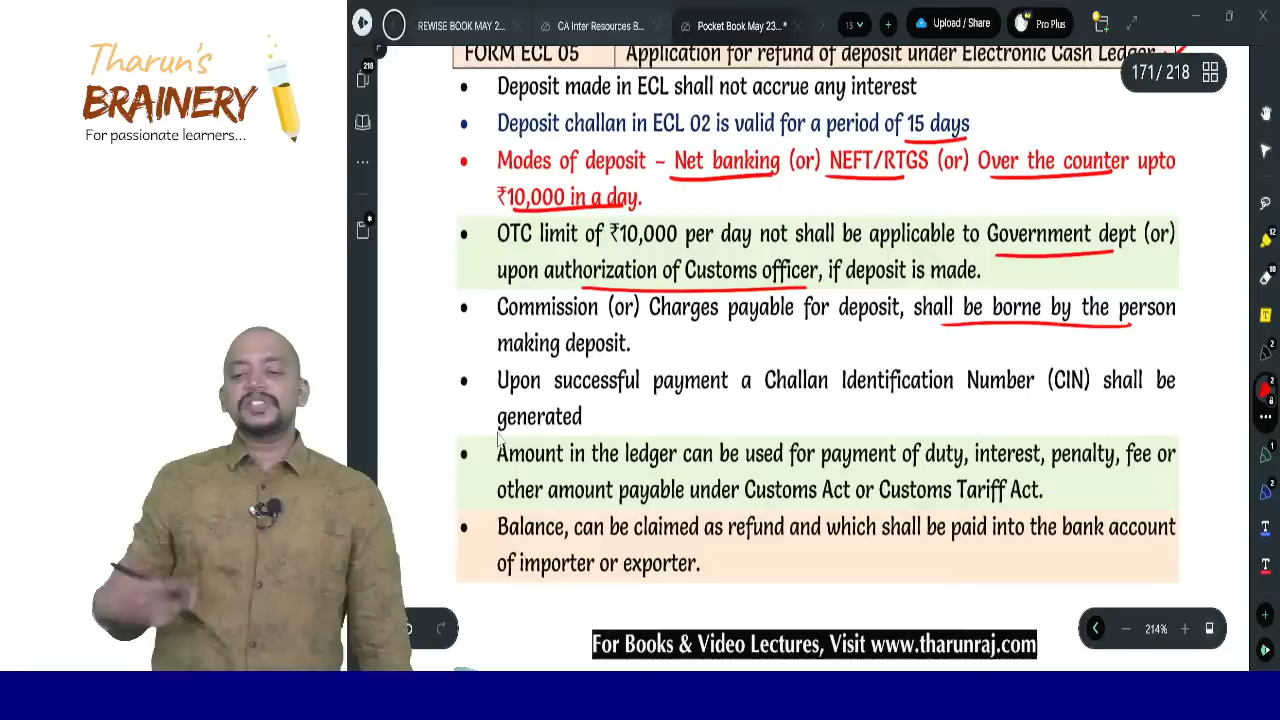 Tharun's
BRAINERY
For passionate learners...
REWISE BOOK MAY 2...
CA Inter Resources B...
Pocket Book May 23...*
13
Upload / Share
Pro Plus
218
171/218
FORM ECL 05 Application for refund of deposit under Electronic Cash Ledger
• Deposit made in ECL shall not accrue any interest
• Deposit challan in ECL 02 is valid for a period of 15 days
• Modes of deposit – Net banking (or) NEFT/RTGS (or) Over the counter upto
₹10,000 in a day.
• OTC limit of ₹10,000 per day not shall be applicable to Government dept (or)
upon authorization of Customs officer, if deposit is made.
• Commission (or) Charges payable for deposit, shall be borne by the person
making deposit.
• Upon successful payment a Challan Identification Number (CIN) shall be
generated
• Amount in the ledger can be used for payment of duty, interest, penalty, fee or
other amount payable under Customs Act or Customs Tariff Act.
• Balance, can be claimed as refund and which shall be paid into the bank account
of importer or exporter.
214%
For Books & Video Lectures, Visit www.tharunraj.com